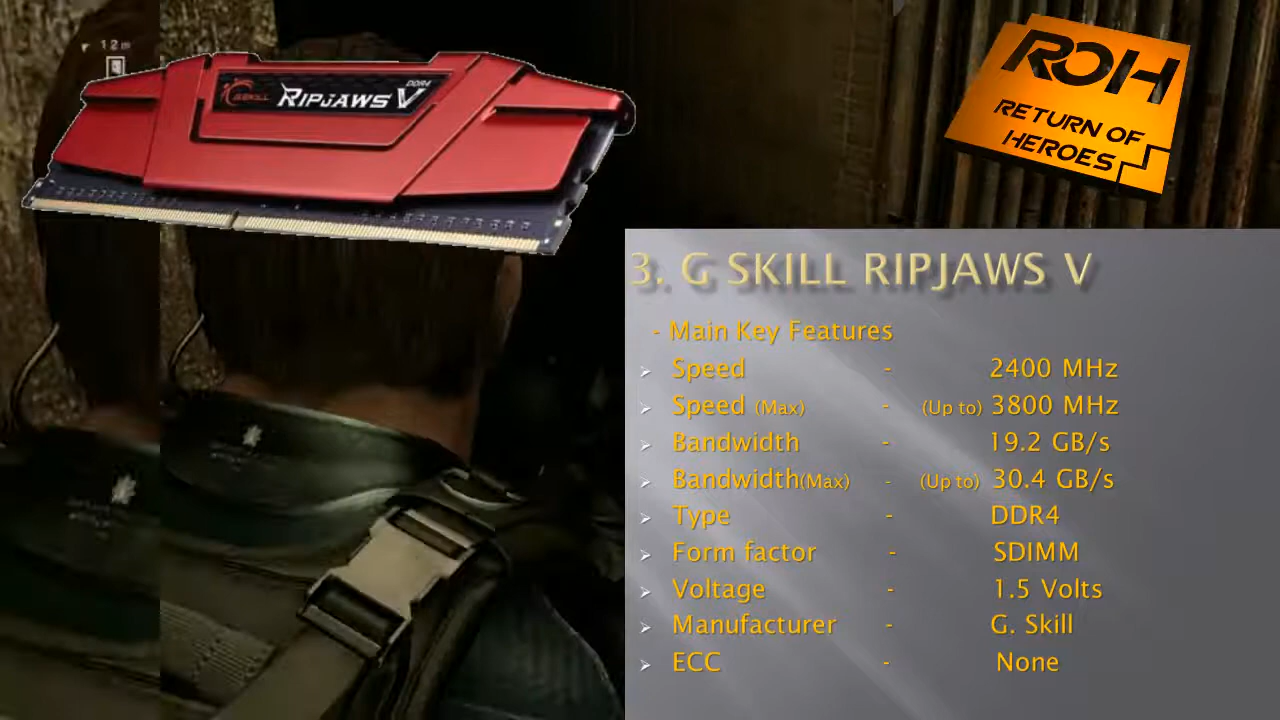 12m
G.SKILL RIPJAWS V DDR4
ROH
RETURN OF
HEROES
3. G SKILL RIPJAWS V
- Main Key Features
Speed - 2400 MHz
Speed (Max) - (Up to) 3800 MHz
Bandwidth - 19.2 GB/s
Bandwidth(Max) - (Up to) 30.4 GB/s
Type - DDR4
Form factor - SDIMM
Voltage - 1.5 Volts
Manufacturer - G. Skill
ECC - None